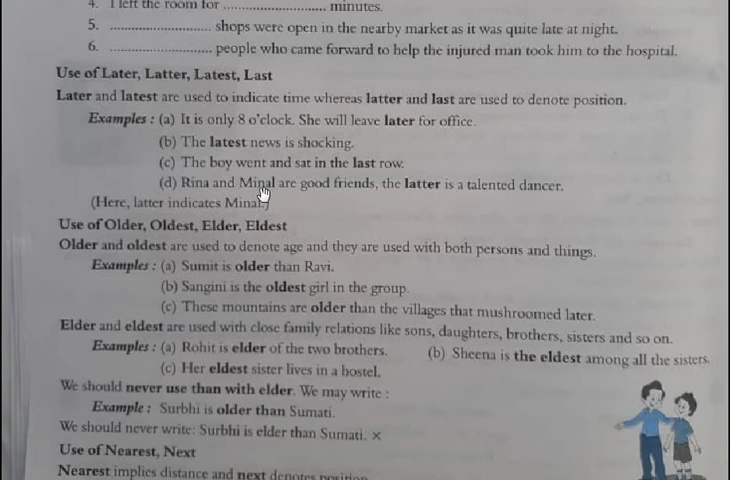 4. I left the room for ............................ minutes.
5. ............................ shops were open in the nearby market as it was quite late at night.
6. ............................ people who came forward to help the injured man took him to the hospital.
Use of Later, Latter, Latest, Last
Later and latest are used to indicate time whereas latter and last are used to denote position.
Examples : (a) It is only 8 o'clock. She will leave later for office.
(b) The latest news is shocking.
(c) The boy went and sat in the last row.
(d) Rina and Minal are good friends, the latter is a talented dancer.
(Here, latter indicates Minal.)
Use of Older, Oldest, Elder, Eldest
Older and oldest are used to denote age and they are used with both persons and things.
Examples : (a) Sumit is older than Ravi.
(b) Sangini is the oldest girl in the group.
(c) These mountains are older than the villages that mushroomed later.
Elder and eldest are used with close family relations like sons, daughters, brothers, sisters and so on.
Examples : (a) Rohit is elder of the two brothers. (b) Sheena is the eldest among all the sisters.
(c) Her eldest sister lives in a hostel.
We should never use than with elder. We may write :
Example : Surbhi is older than Sumati.
We should never write: Surbhi is elder than Sumati. ×
Use of Nearest, Next
Nearest implies distance and next denotes position